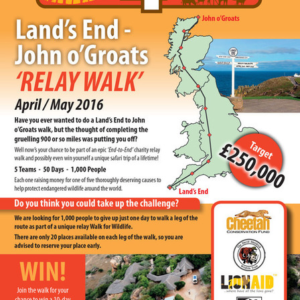 John o'Groats
Land's End -
John o'Groats
'RELAY WALK'
April / May 2016
Have you ever wanted to do a Land's End to John
o'Groats walk, but the thought of completing the
gruelling 900 or so miles was putting you off?
Well now's your chance to be part of an epic 'End-to-End' charity relay
walk and possibly even win yourself a unique safari trip of a lifetime!
5 Teams - 50 Days - 1,000 People
Each one raising money for one of five thoroughly deserving causes to
help protect endangered wildlife around the world.
Target
£250,000
Land's End
Do you think you could take up the challenge?
We are looking for 1,000 people to give up just one day to walk a leg of the
route as part of a unique relay Walk For Wildlife.
There are only 20 places available on each leg of the walk, so you are
advised to reserve your place early.
Cheetah
CONSERVATION FUND
WIN!
Join the walk for your
chance to win a 10-day
LIONAID